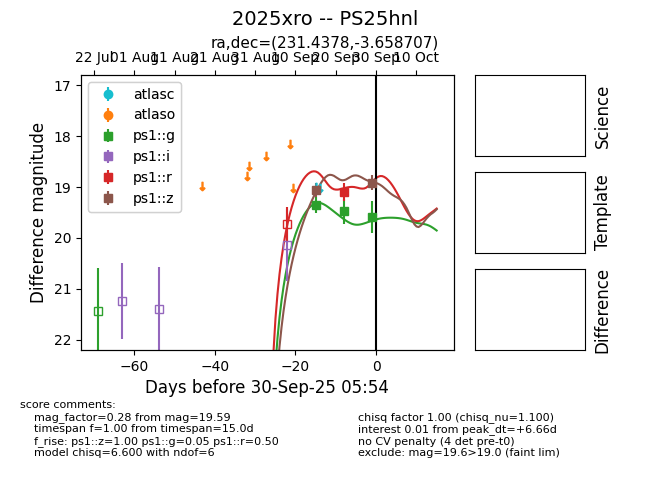 2025xro -- PS25hnl
ra,dec=(231.4378,-3.658707)
22 Jul 01 Aug 11 Aug 21 Aug 31 Aug 10 Sep 20 Sep 30 Sep 10 Oct
17
18
19
20
21
22
Difference magnitude
atlasc
atlaso
ps1::g
ps1::i
ps1::r
ps1::z
−60 −40 −20 0
Days before 30-Sep-25 05:54
Science
Template
Difference
score comments:
mag_factor=0.28 from mag=19.59
timespan f=1.00 from timespan=15.0d
f_rise: ps1::z=1.00 ps1::g=0.05 ps1::r=0.50
model chisq=6.600 with ndof=6
chisq factor 1.00 (chisq_nu=1.100)
interest 0.01 from peak_dt=+6.66d
no CV penalty (4 det pre-t0)
exclude: mag=19.6>19.0 (faint lim)